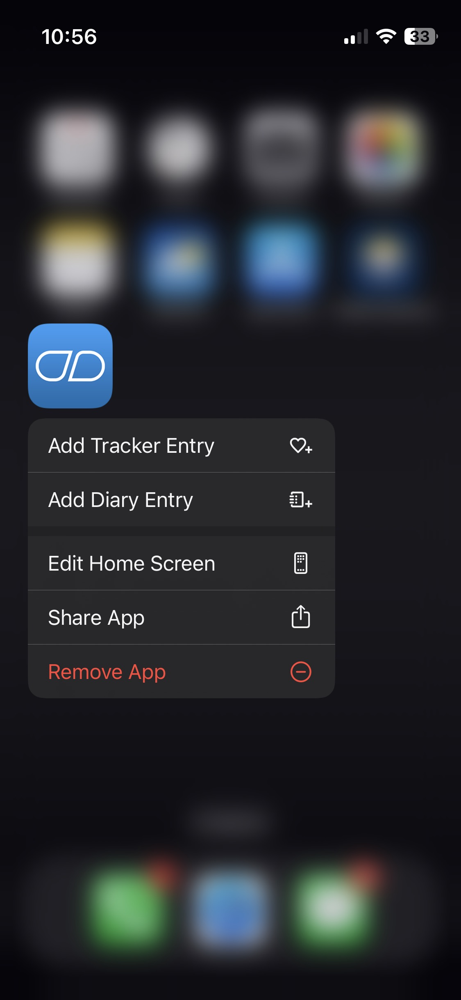 10:56
33
Add Tracker Entry
Add Diary Entry
Edit Home Screen
Share App
Remove App